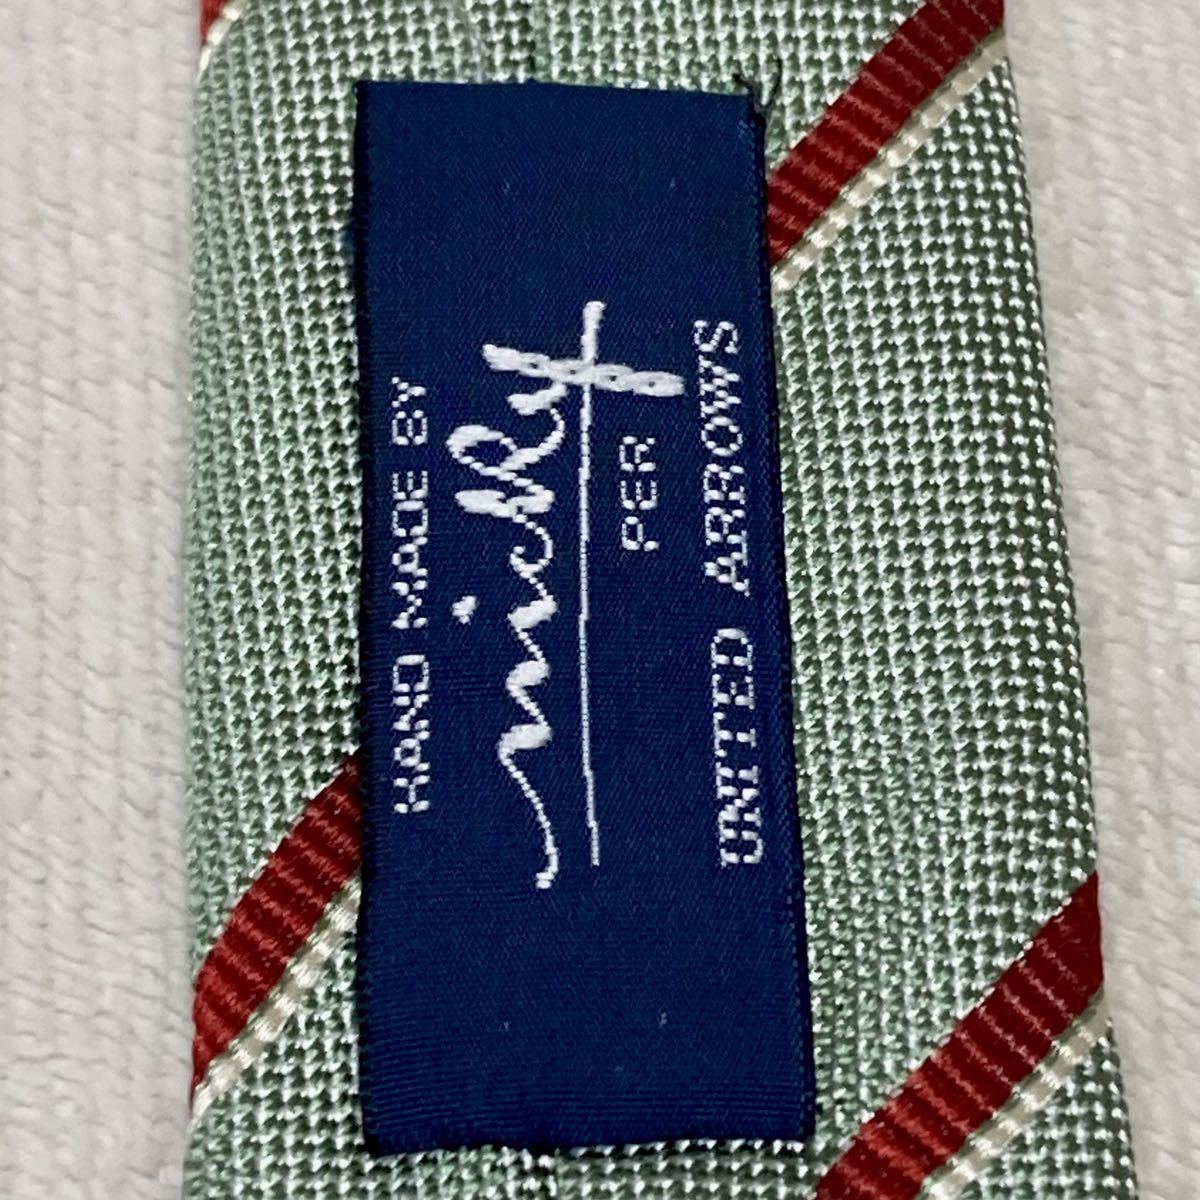 HAND MADE BY
nicky
PER
UNITED ARROWS